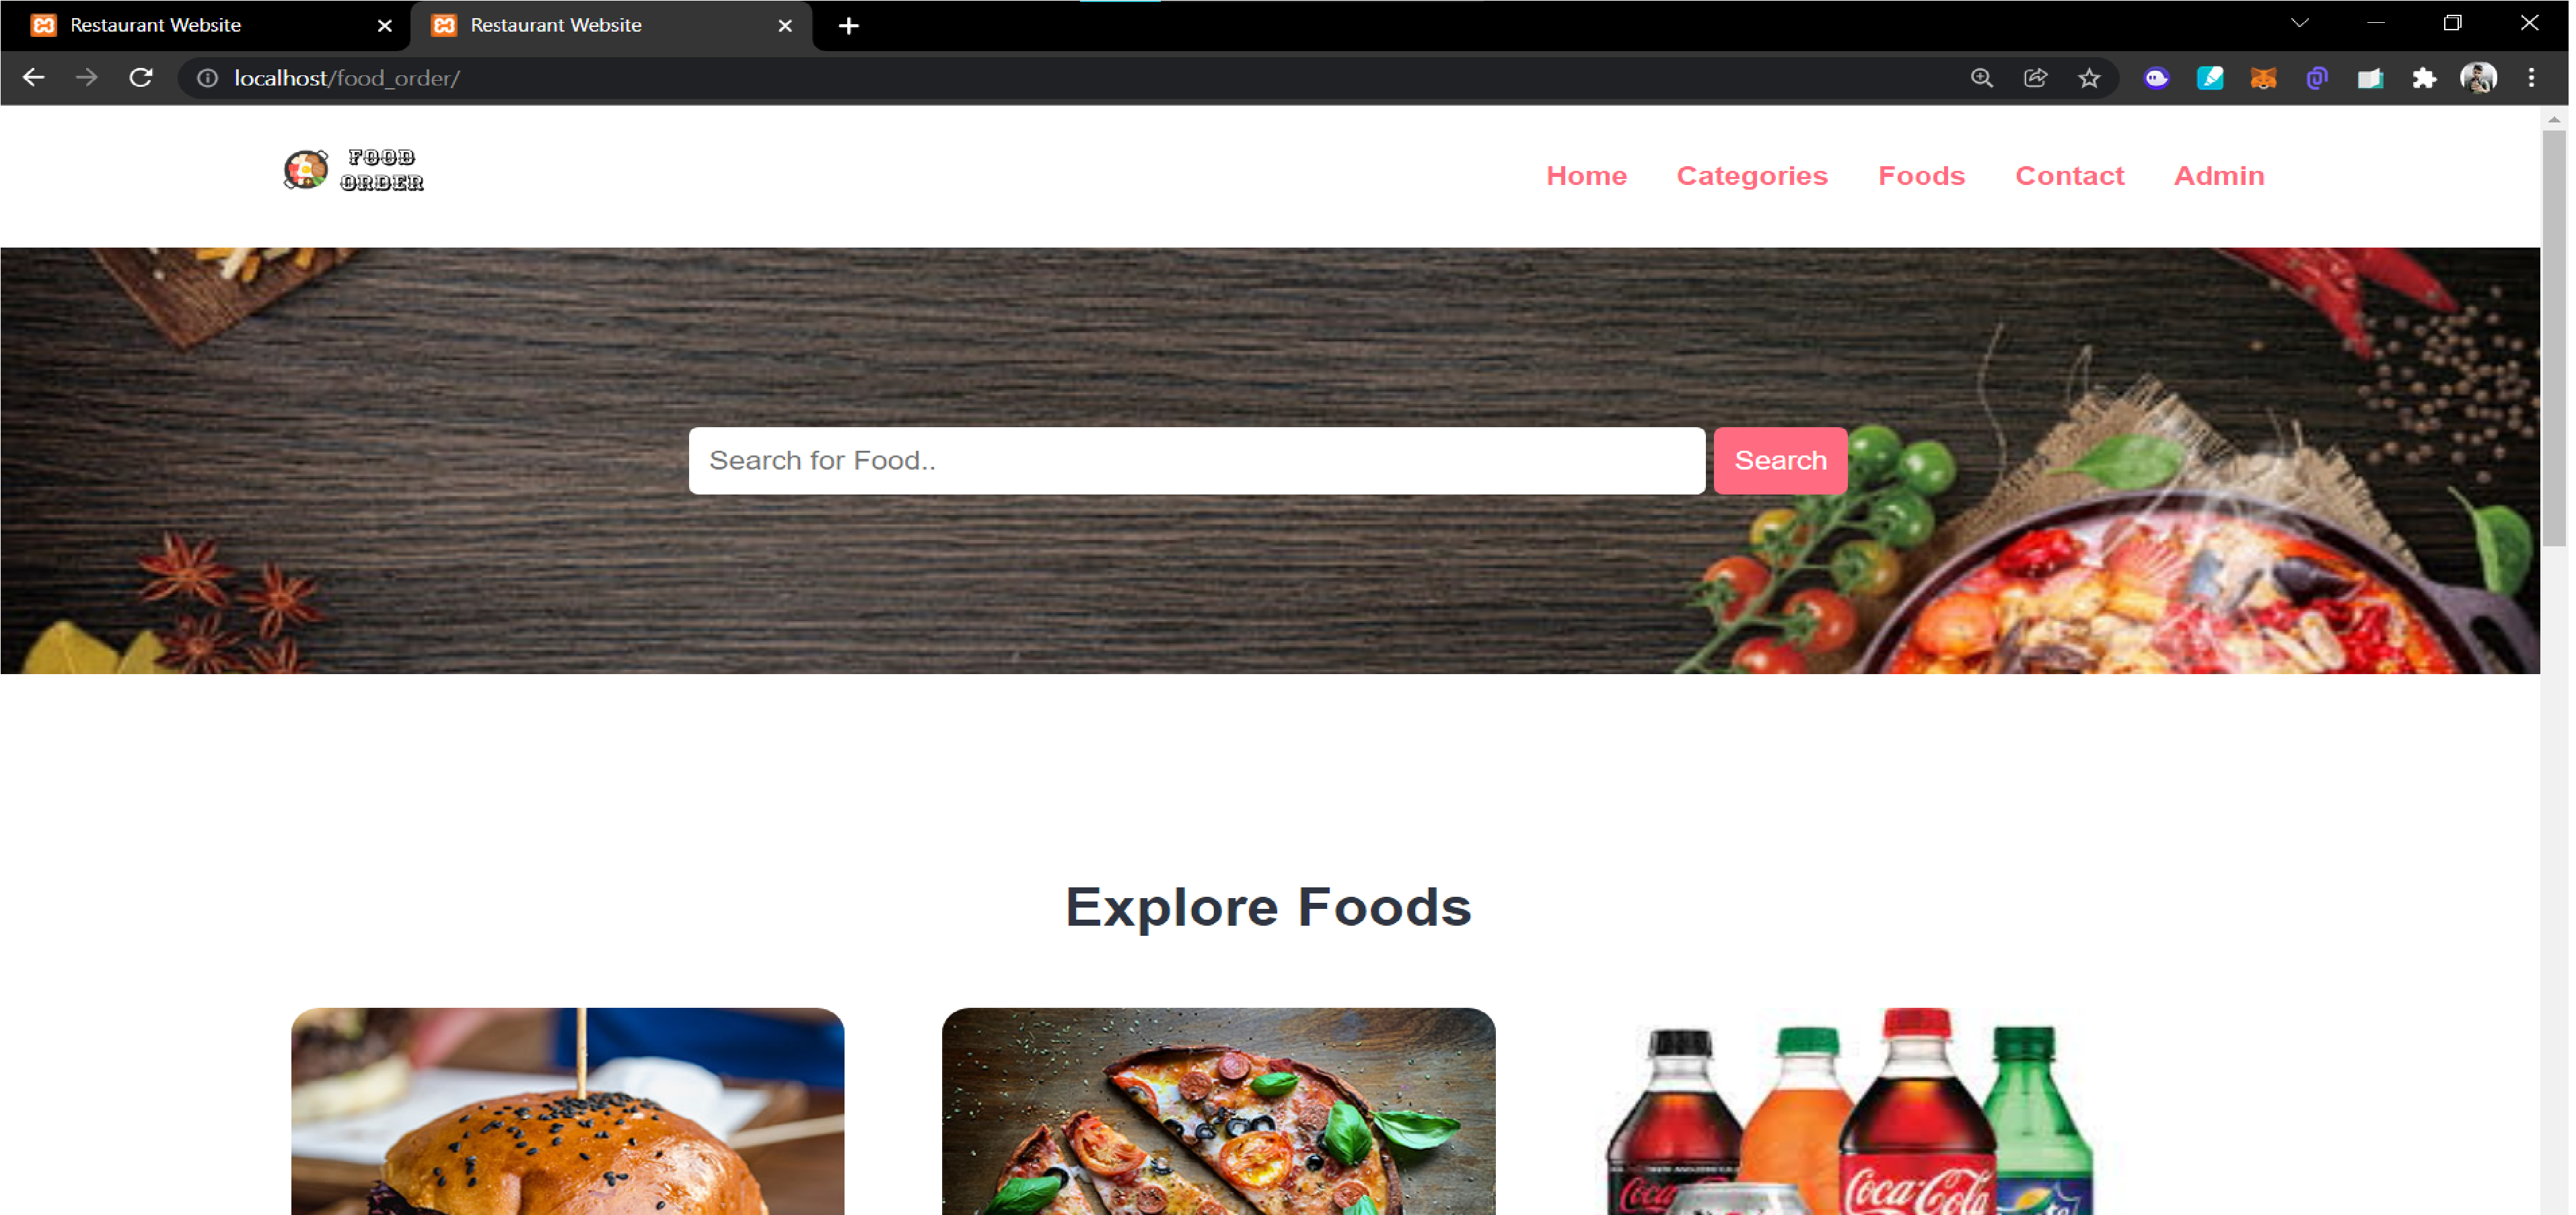 Restaurant Website
Restaurant Website
localhost/food_order/
FOOD
ORDER
Home
Categories
Foods
Contact
Admin
Search for Food..
Search
Explore Foods
Coca-Cola